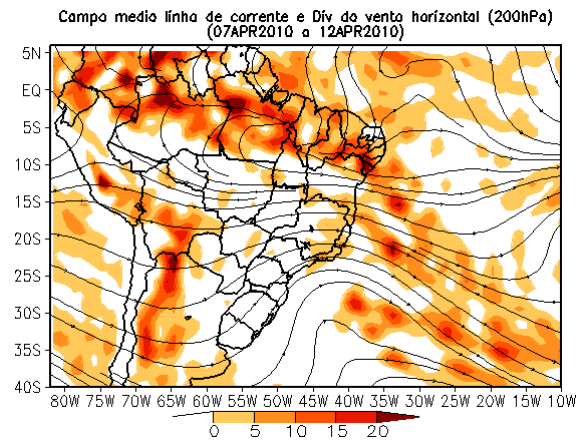 Campo medio linha de corrente e Div do vento horizontal (200hPa)
(07APR2010 a 12APR2010)
5N
EQ
5S
10S
15S
20S
25S
30S
35S
40S
80W 75W 70W 65W 60W 55W 50W 45W 40W 35W 30W 25W 20W 15W 10W
0 5 10 15 20